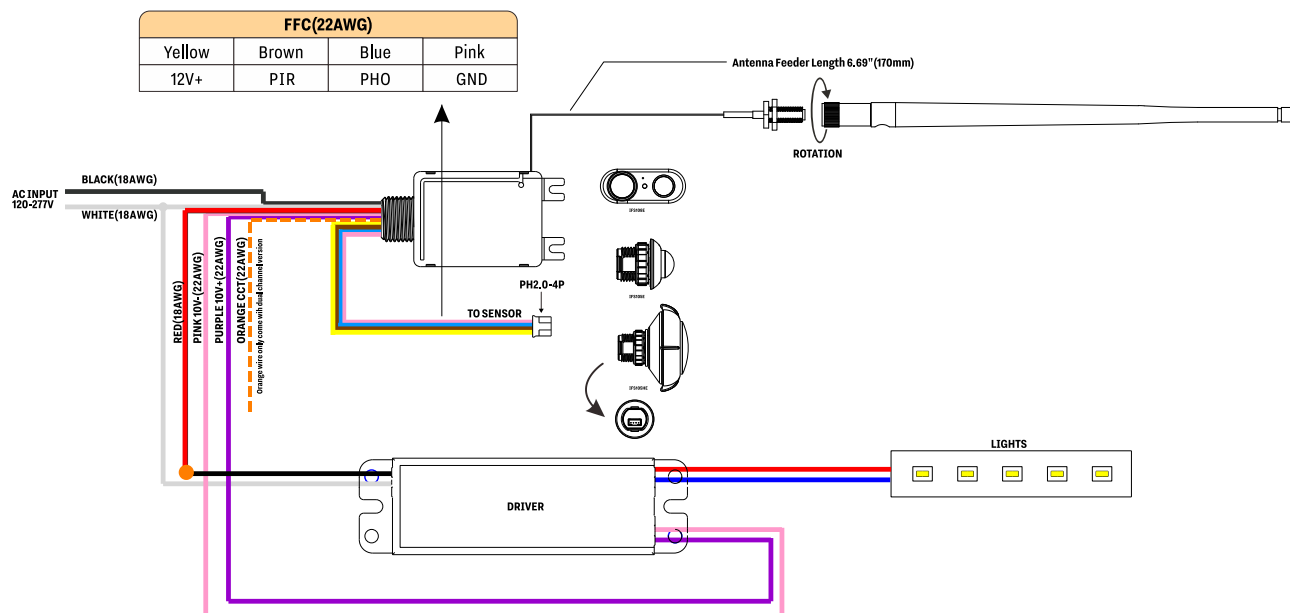 FFC(22AWG)
Yellow Brown Blue Pink
12V+ PIR PHO GND
Antenna Feeder Length 6.69"(170mm)
ROTATION
BLACK(18AWG)
AC INPUT
120-277V
WHITE(18AWG)
RED(18AWG)
PINK 10V-(22AWG)
PURPLE 10V+(22AWG)
ORANGE CCT(22AWG)
Orange wire only come wih dual channel version
PH2.0-4P
TO SENSOR
LIGHTS
DRIVER